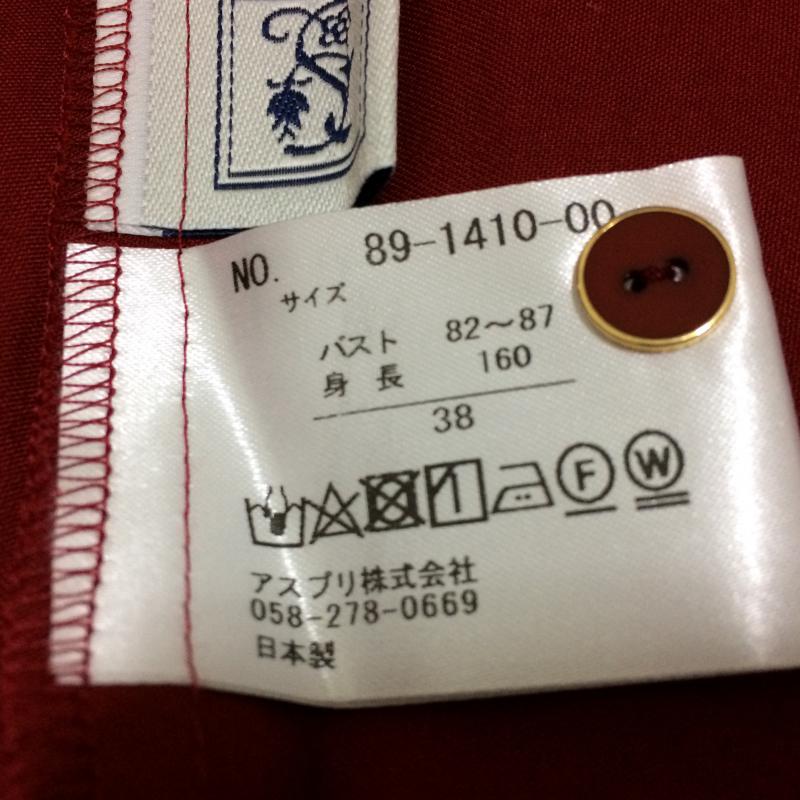 NO. 89-1410-00
サイズ
バスト 82～87
身長 160
38
F W
アスプリ株式会社
058-278-0669
日本製